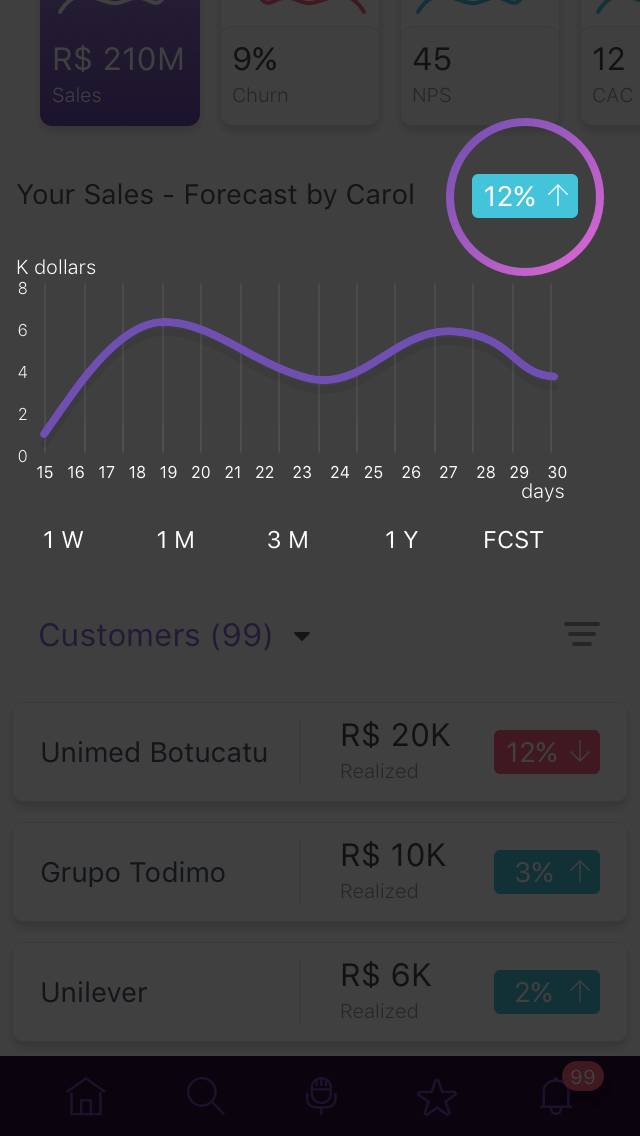 R$ 210M 9% 45 12
Sales Churn NPS CAC
Your Sales - Forecast by Carol 12% ↑
K dollars
8
6
4
2
0
15 16 17 18 19 20 21 22 23 24 25 26 27 28 29 30
days
1 W 1 M 3 M 1 Y FCST
Customers (99)
Unimed Botucatu R$ 20K 12% ↓
Realized
Grupo Todimo R$ 10K 3% ↑
Realized
Unilever R$ 6K 2% ↑
Realized
99